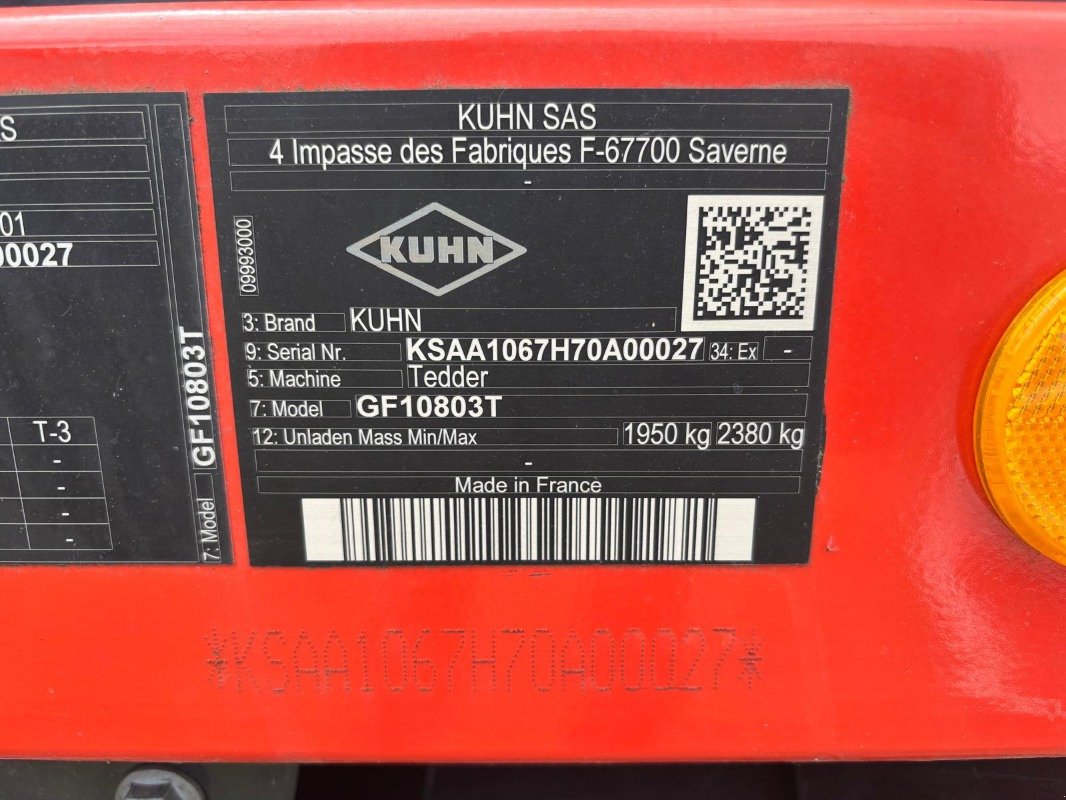 S
01
00027
T-3
-
-
-
-
7: Model GF10803T
KUHN SAS
4 Impasse des Fabriques F-67700 Saverne
-
09993000
KUHN
3: Brand KUHN
9: Serial Nr. KSAA1067H70A00027 34: Ex -
5: Machine Tedder
7: Model GF10803T
12: Unladen Mass Min/Max 1950 kg 2380 kg
-
Made in France
*KSAA1067H70A00027*